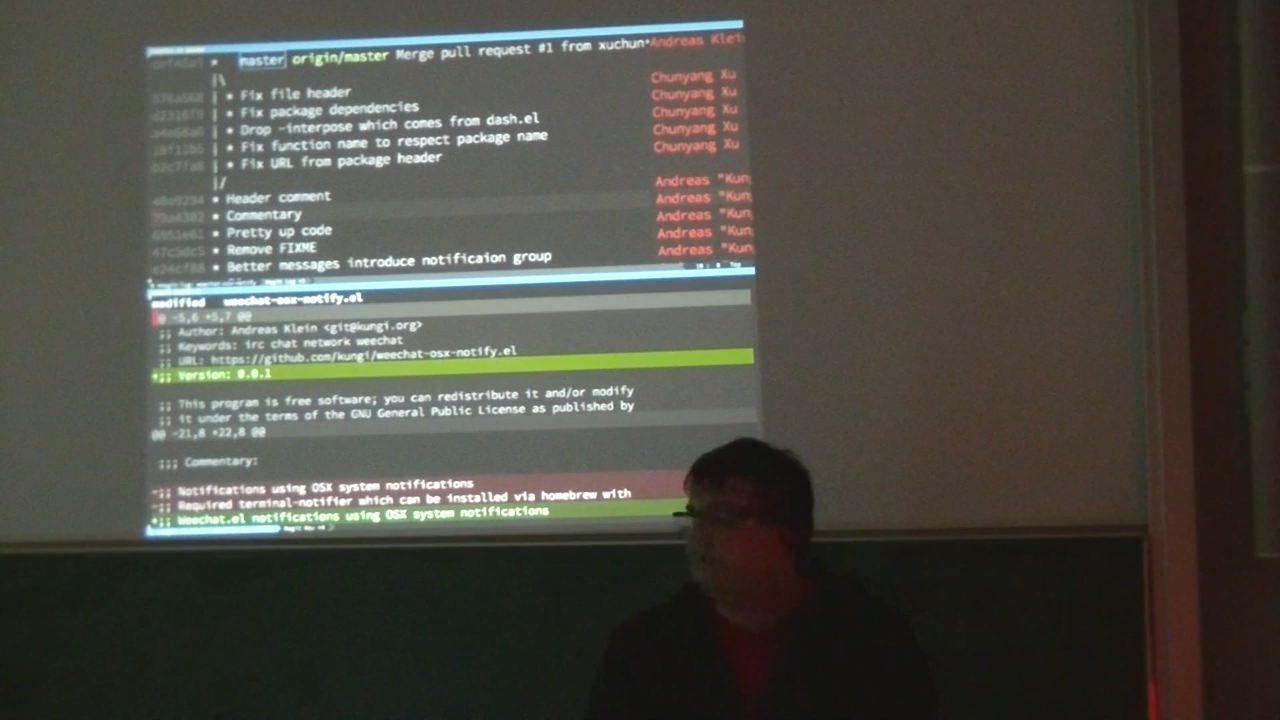 * master origin/master Merge pull request #1 from xuchun*Andreas Klei
|\
| * Fix file header Chunyang Xu
| * Fix package dependencies Chunyang Xu
| * Drop -interpose which comes from dash.el Chunyang Xu
| * Fix function name to respect package name Chunyang Xu
| * Fix URL from package header Chunyang Xu
|/
* Header comment Andreas "Kun
* Commentary Andreas "Kun
* Pretty up code Andreas "Kun
* Remove FIXME Andreas "Kun
* Better messages introduce notificaion group Andreas "Kun
modified weechat-osx-notify.el
@@ -5,6 +5,7 @@
;; Author: Andreas Klein <git@kungi.org>
;; Keywords: irc chat network weechat
;; URL: https://github.com/kungi/weechat-osx-notify.el
+;; Version: 0.0.1
;; This program is free software; you can redistribute it and/or modify
;; it under the terms of the GNU General Public License as published by
@@ -21,8 +22,8 @@
;;; Commentary:
-;; Notifications using OSX system notifications
-;; Required terminal-notifier which can be installed via homebrew with
+;; Weechat.el notifications using OSX system notifications